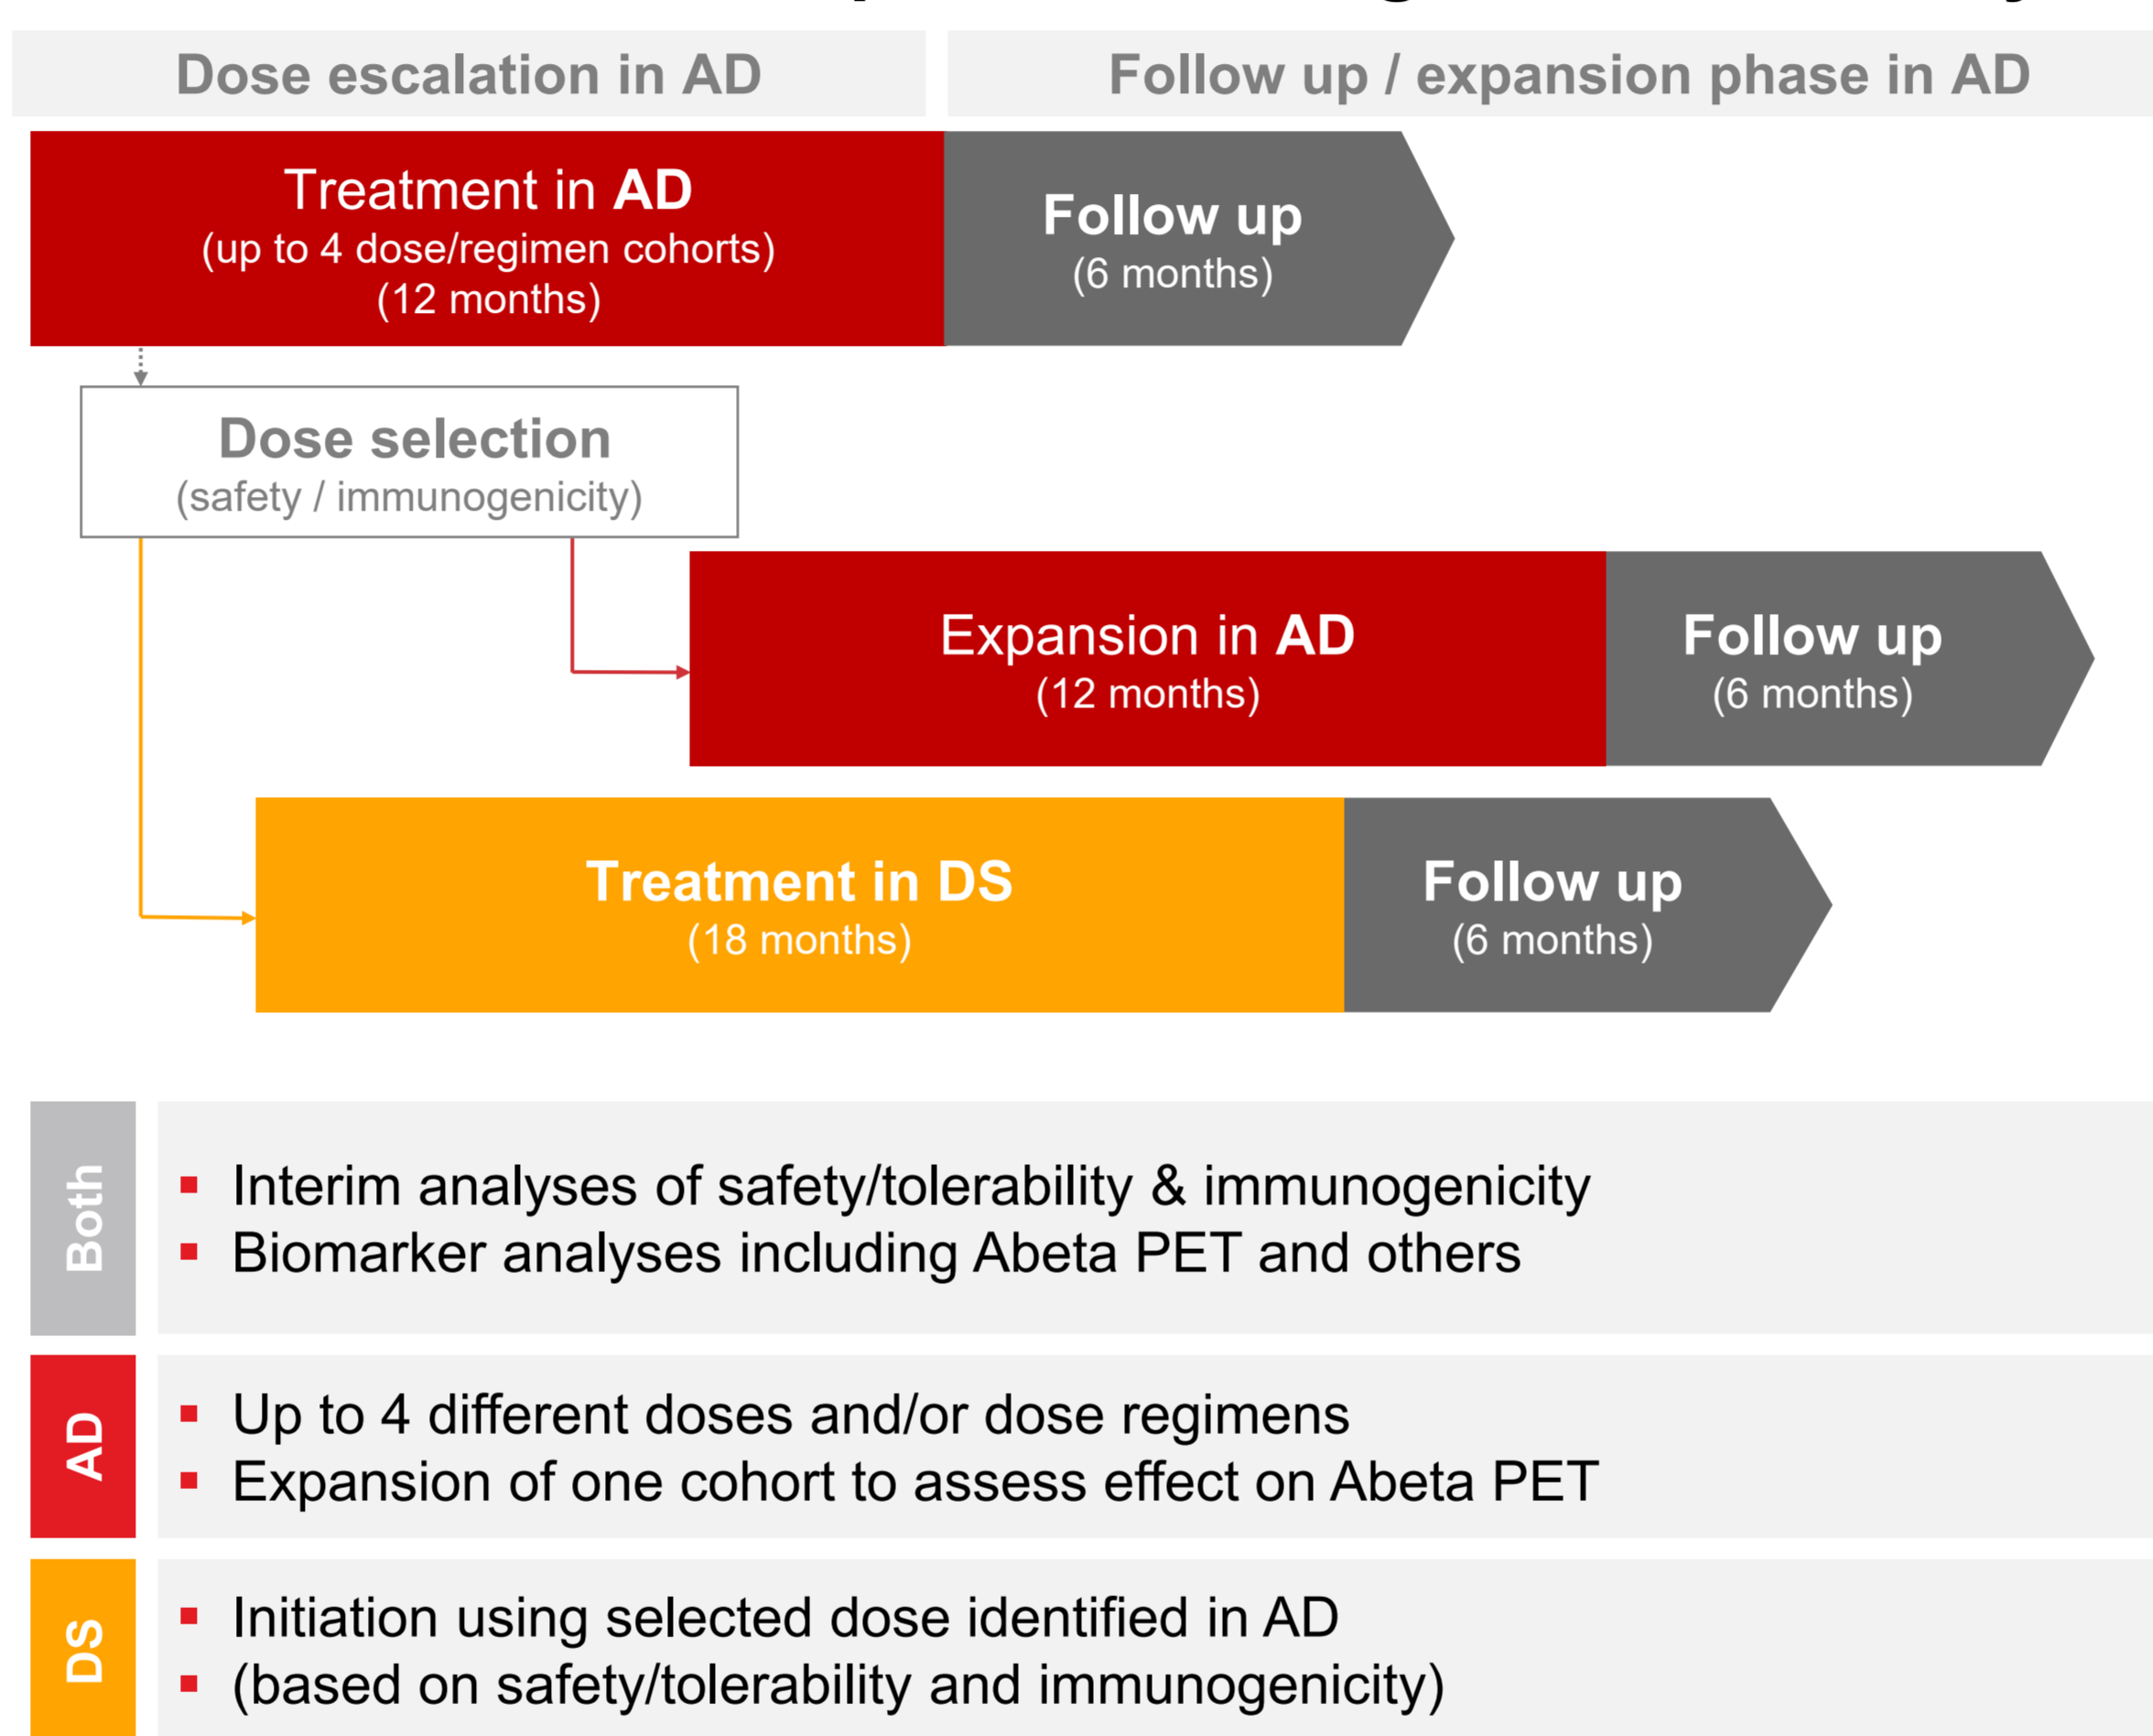 Dose escalation in AD
Follow up / expansion phase in AD
Treatment in AD
(up to 4 dose/regimen cohorts)
(12 months)
Follow up
(6 months)
Dose selection
(safety / immunogenicity)
Expansion in AD
(12 months)
Follow up
(6 months)
Treatment in DS
(18 months)
Follow up
(6 months)
Both
▪ Interim analyses of safety/tolerability & immunogenicity
▪ Biomarker analyses including Abeta PET and others
AD
▪ Up to 4 different doses and/or dose regimens
▪ Expansion of one cohort to assess effect on Abeta PET
DS
▪ Initiation using selected dose identified in AD
▪ (based on safety/tolerability and immunogenicity)